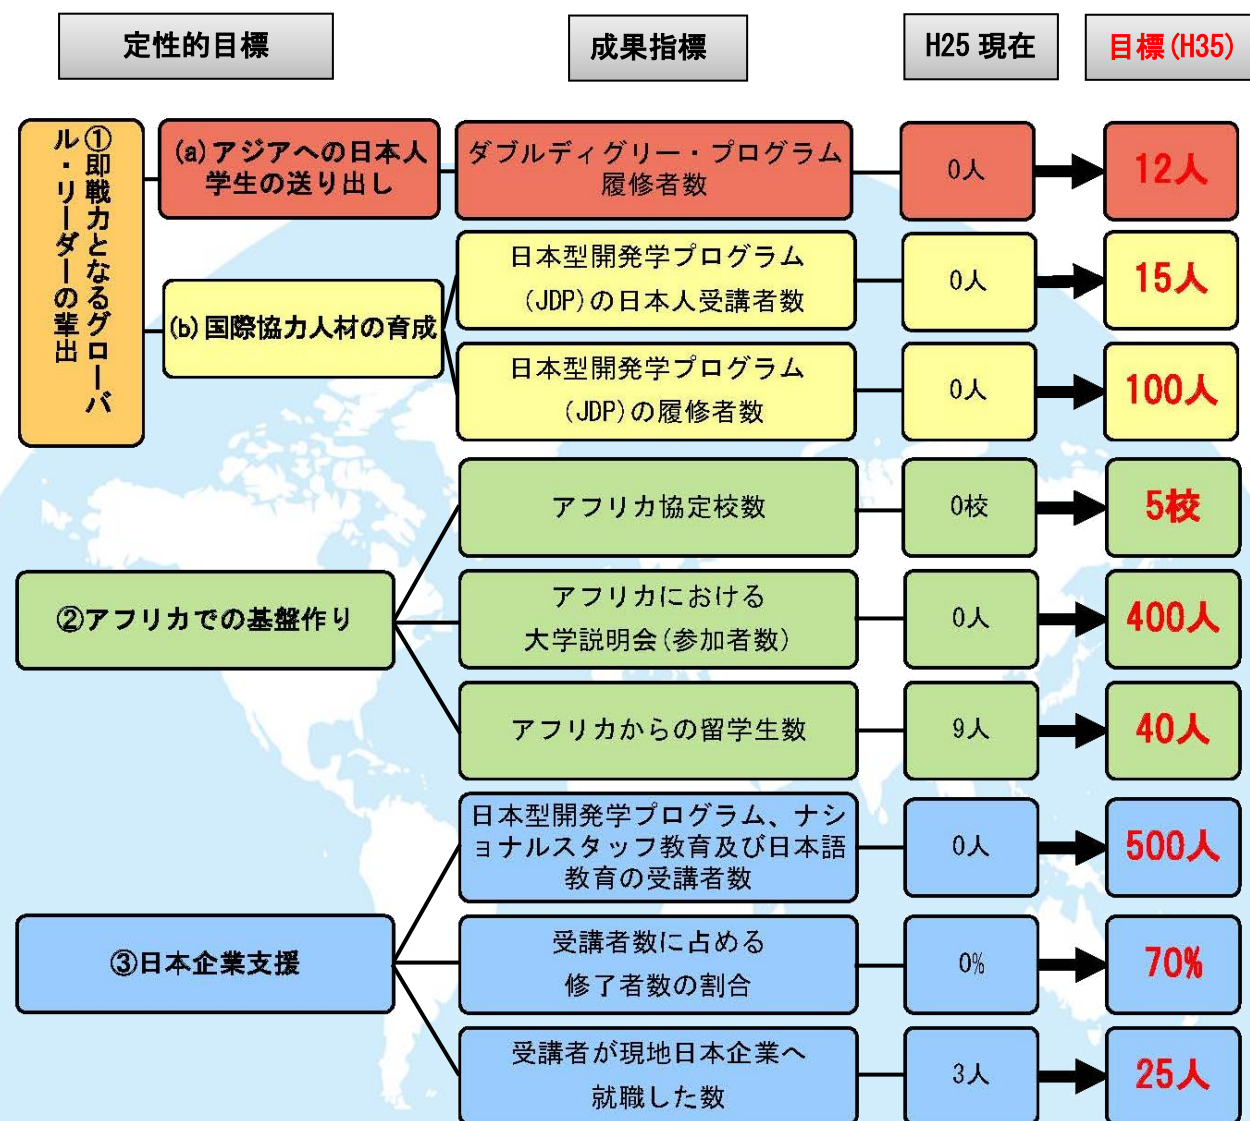 定性的目標
成果指標
H25 現在
目標(H35)
①即戦力となるグローバ
ル・リーダーの輩出
(a)アジアへの日本人
学生の送り出し
ダブルディグリー・プログラム
履修者数
0人
12人
(b)国際協力人材の育成
日本型開発学プログラム
(JDP)の日本人受講者数
0人
15人
日本型開発学プログラム
(JDP)の履修者数
0人
100人
②アフリカでの基盤作り
アフリカ協定校数
0校
5校
アフリカにおける
大学説明会(参加者数)
0人
400人
アフリカからの留学生数
9人
40人
③日本企業支援
日本型開発学プログラム、ナシ
ョナルスタッフ教育及び日本語
教育の受講者数
0人
500人
受講者数に占める
修了者数の割合
0%
70%
受講者が現地日本企業へ
就職した数
3人
25人